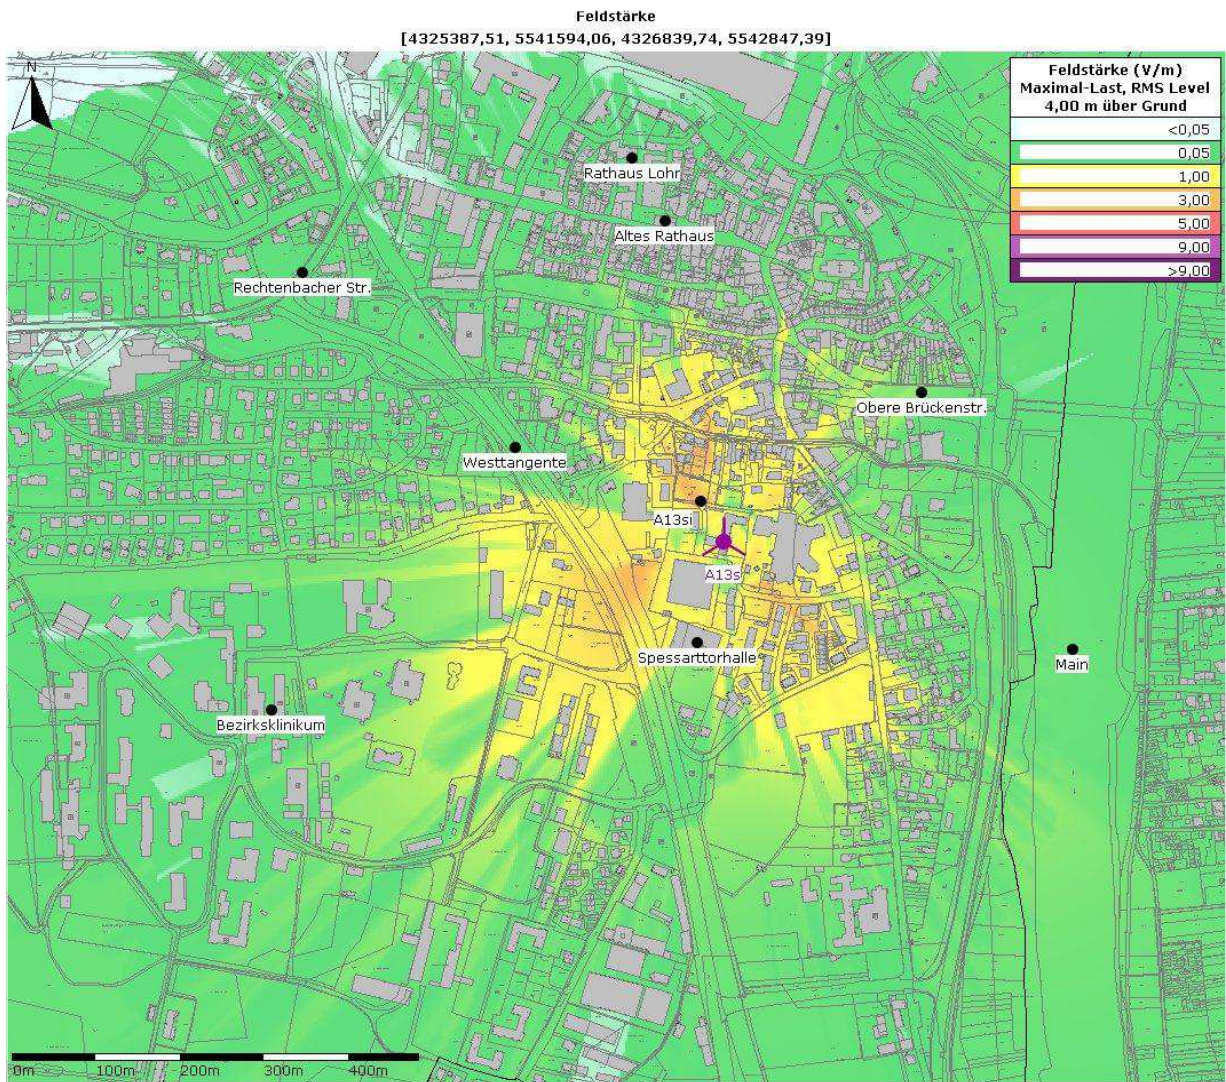 Feldstärke
[4325387,51, 5541594,06, 4326839,74, 5542847,39]
N
Feldstärke (V/m)
Maximal-Last, RMS Level
4,00 m über Grund
<0,05
0,05
1,00
3,00
5,00
9,00
>9,00
Rathaus Lohr
Altes Rathaus
Rechtenbacher Str.
Obere Brückenstr.
Westtangente
A13si
A13s
Spessarttorhalle
Main
Bezirksklinikum
0m
100m
200m
300m
400m